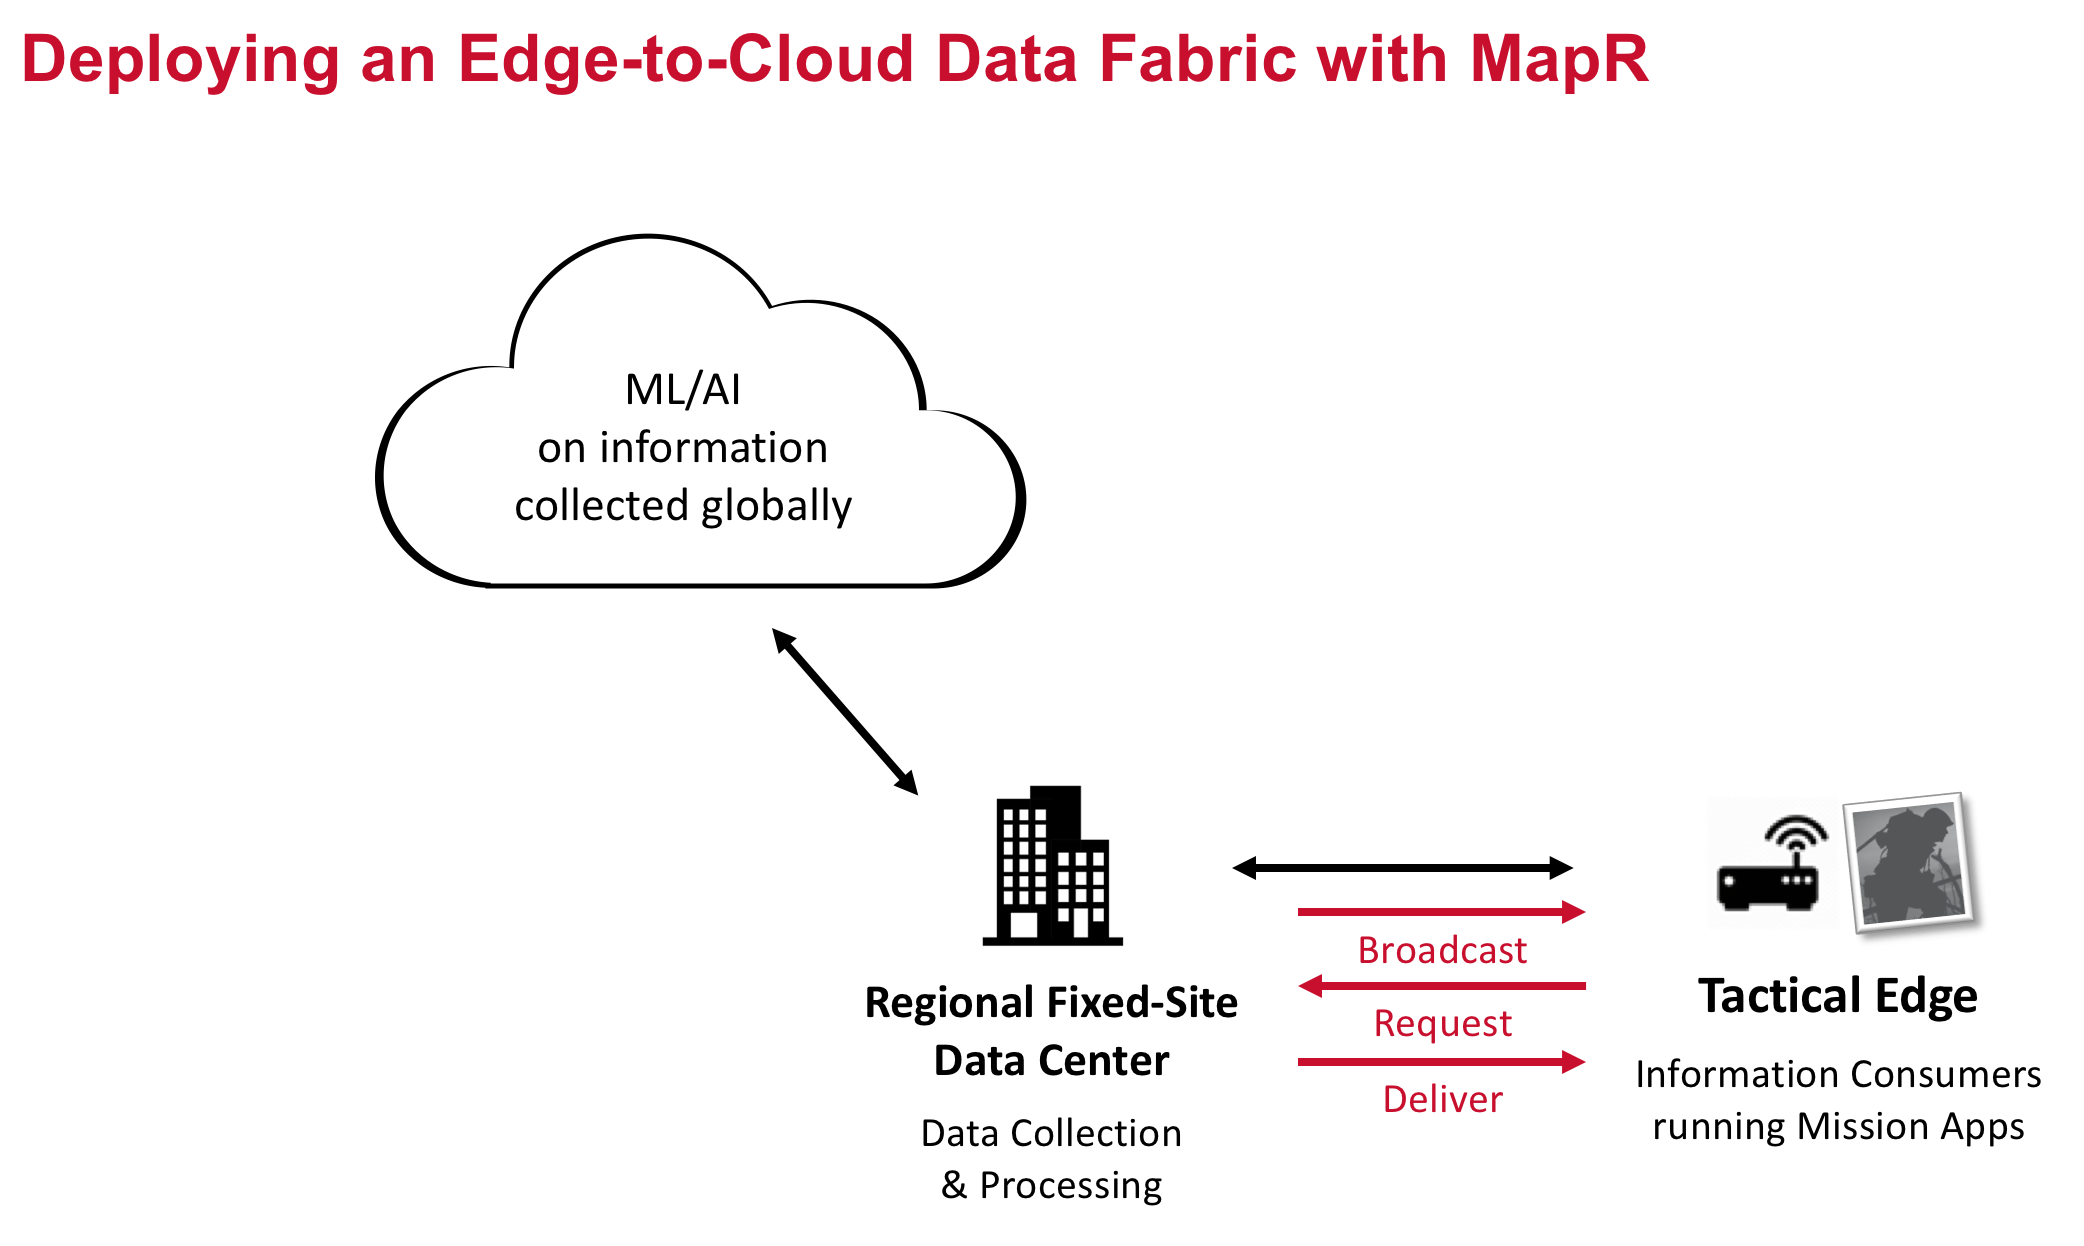 Deploying an Edge-to-Cloud Data Fabric with MapR
ML/AI
on information
collected globally
Regional Fixed-Site
Data Center
Data Collection
& Processing
Broadcast
Request
Deliver
Tactical Edge
Information Consumers
running Mission Apps